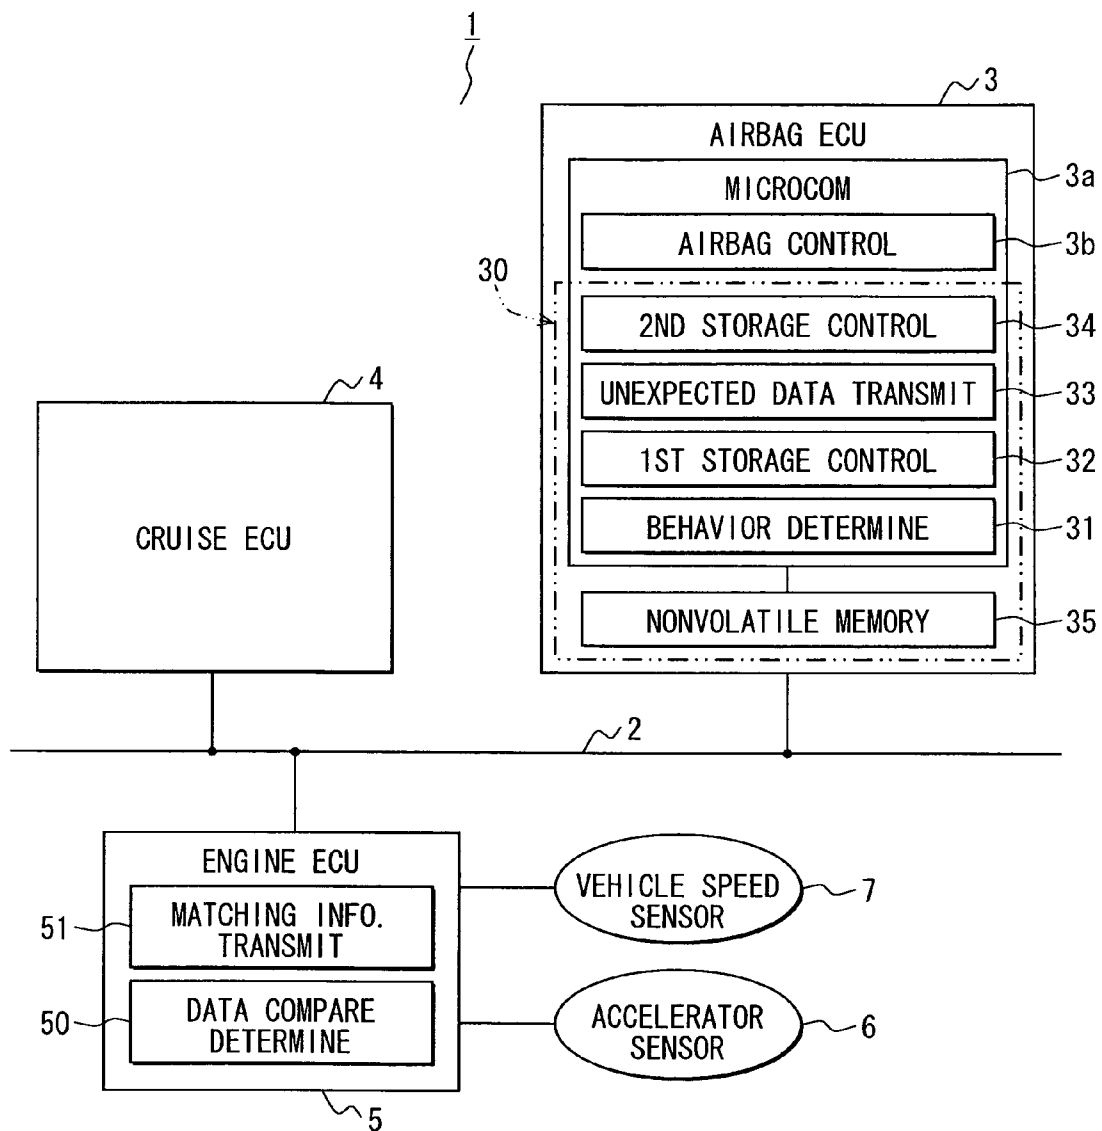 1
3
AIRBAG ECU
3a
MICROCOM
AIRBAG CONTROL
3b
30
2ND STORAGE CONTROL
34
UNEXPECTED DATA TRANSMIT
33
1ST STORAGE CONTROL
32
BEHAVIOR DETERMINE
31
NONVOLATILE MEMORY
35
4
CRUISE ECU
2
ENGINE ECU
MATCHING INFO.
TRANSMIT
51
DATA COMPARE
DETERMINE
50
5
VEHICLE SPEED
SENSOR
7
ACCELERATOR
SENSOR
6